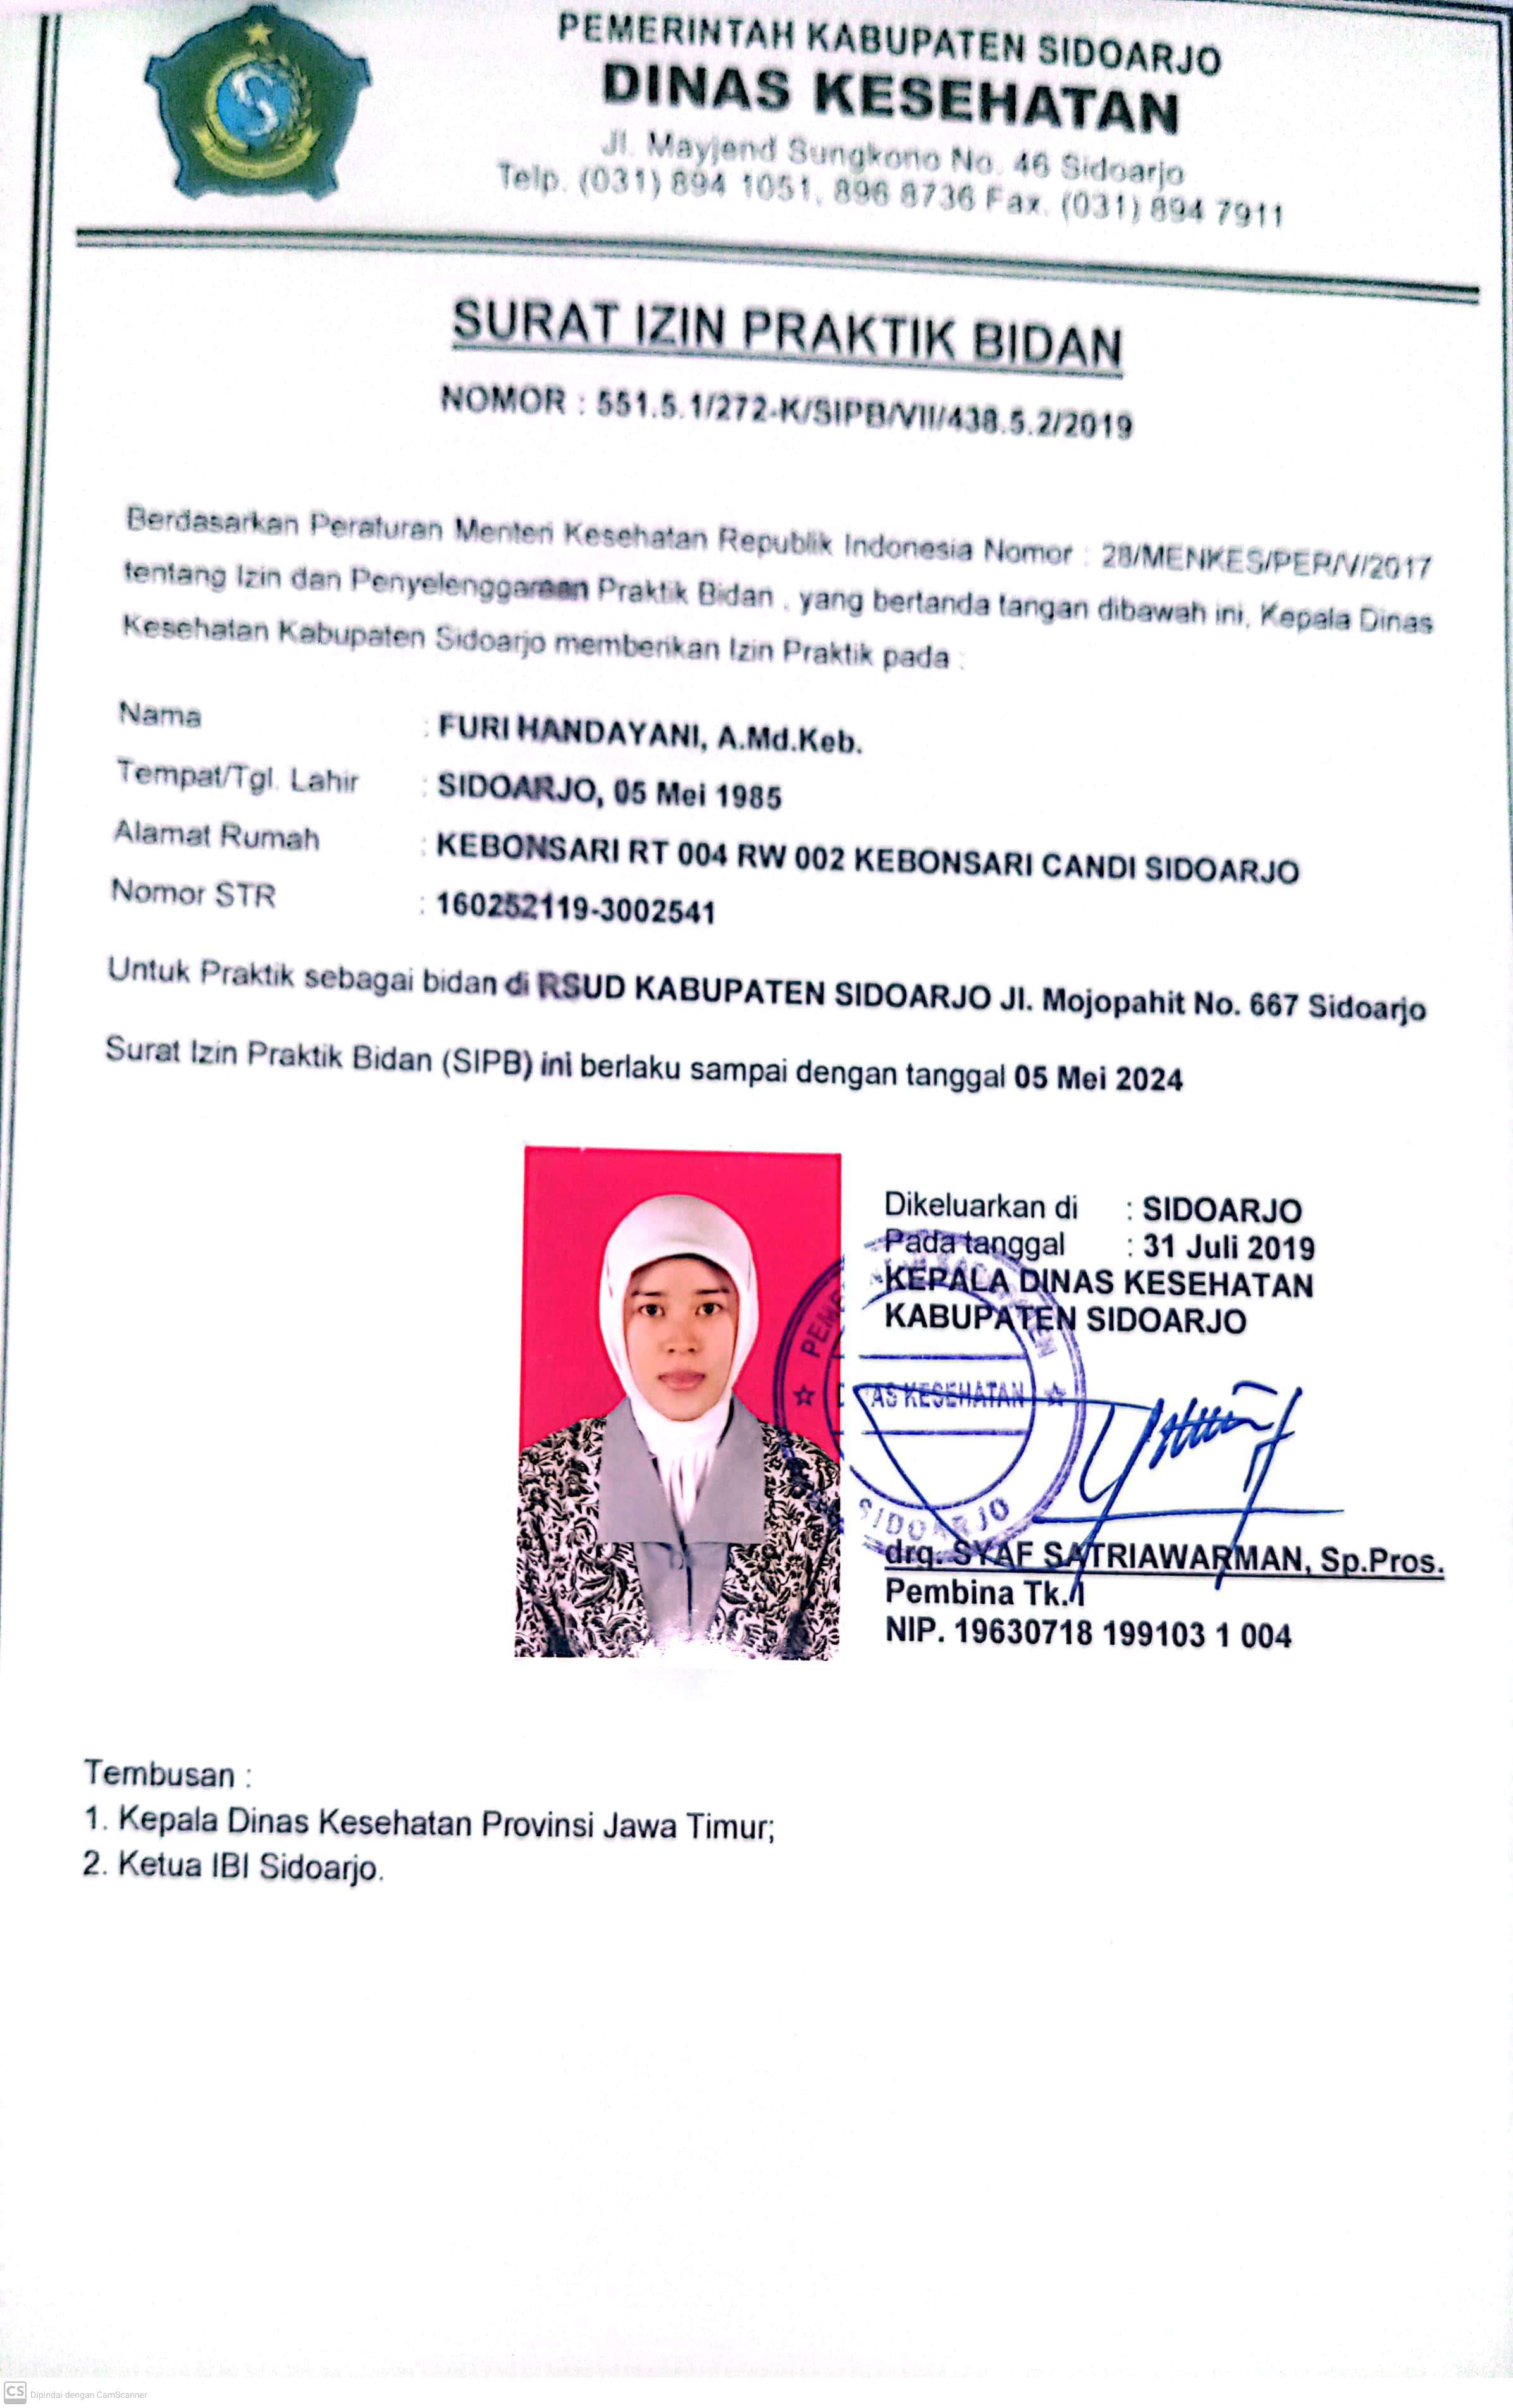 PEMERINTAH KABUPATEN SIDOARJO
DINAS KESEHATAN
Jl. Mayjend Sungkono No. 46 Sidoarjo
Telp. (031) 894 1051, 896 8736 Fax. (031) 894 7911
SURAT IZIN PRAKTIK BIDAN
NOMOR : 551.5.1/272-K/SIPB/VII/438.5.2/2019
Berdasarkan Peraturan Menteri Kesehatan Republik Indonesia Nomor : 28/MENKES/PER/V/2017
tentang Izin dan Penyelenggaraan Praktik Bidan , yang bertanda tangan dibawah ini, Kepala Dinas
Kesehatan Kabupaten Sidoarjo memberikan Izin Praktik pada :
Nama : FURI HANDAYANI, A.Md.Keb.
Tempat/Tgl. Lahir : SIDOARJO, 05 Mei 1985
Alamat Rumah : KEBONSARI RT 004 RW 002 KEBONSARI CANDI SIDOARJO
Nomor STR : 160252119-3002541
Untuk Praktik sebagai bidan di RSUD KABUPATEN SIDOARJO Jl. Mojopahit No. 667 Sidoarjo
Surat Izin Praktik Bidan (SIPB) ini berlaku sampai dengan tanggal 05 Mei 2024
Dikeluarkan di : SIDOARJO
Pada tanggal : 31 Juli 2019
KEPALA DINAS KESEHATAN
KABUPATEN SIDOARJO
KESEHATAN
SIDOARJO
drg. SYAF SATRIAWARMAN, Sp.Pros.
Pembina Tk.I
NIP. 19630718 199103 1 004
Tembusan :
1. Kepala Dinas Kesehatan Provinsi Jawa Timur;
2. Ketua IBI Sidoarjo.
CS Dipindai dengan CamScanner